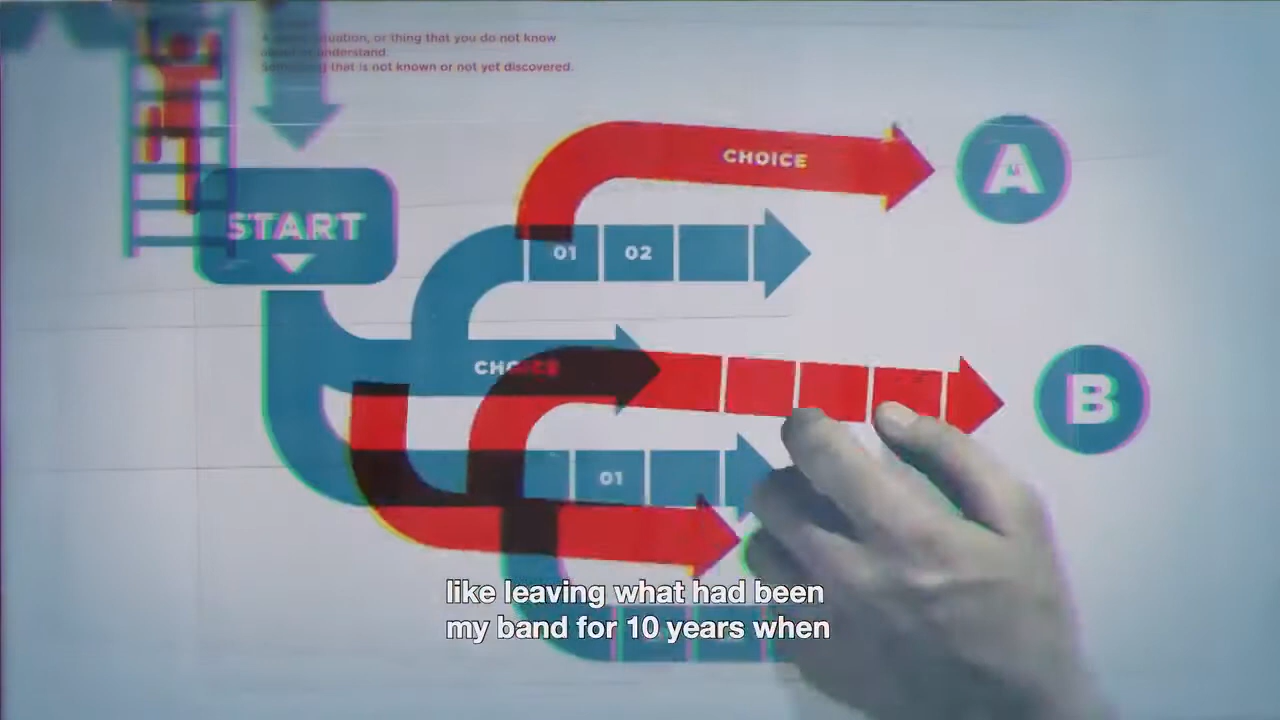 situation, or thing that you do not know
understand.
that is not known or not yet discovered.
START
CHOICE
A
01 02
CHOICE
B
01
like leaving what had been
my band for 10 years when